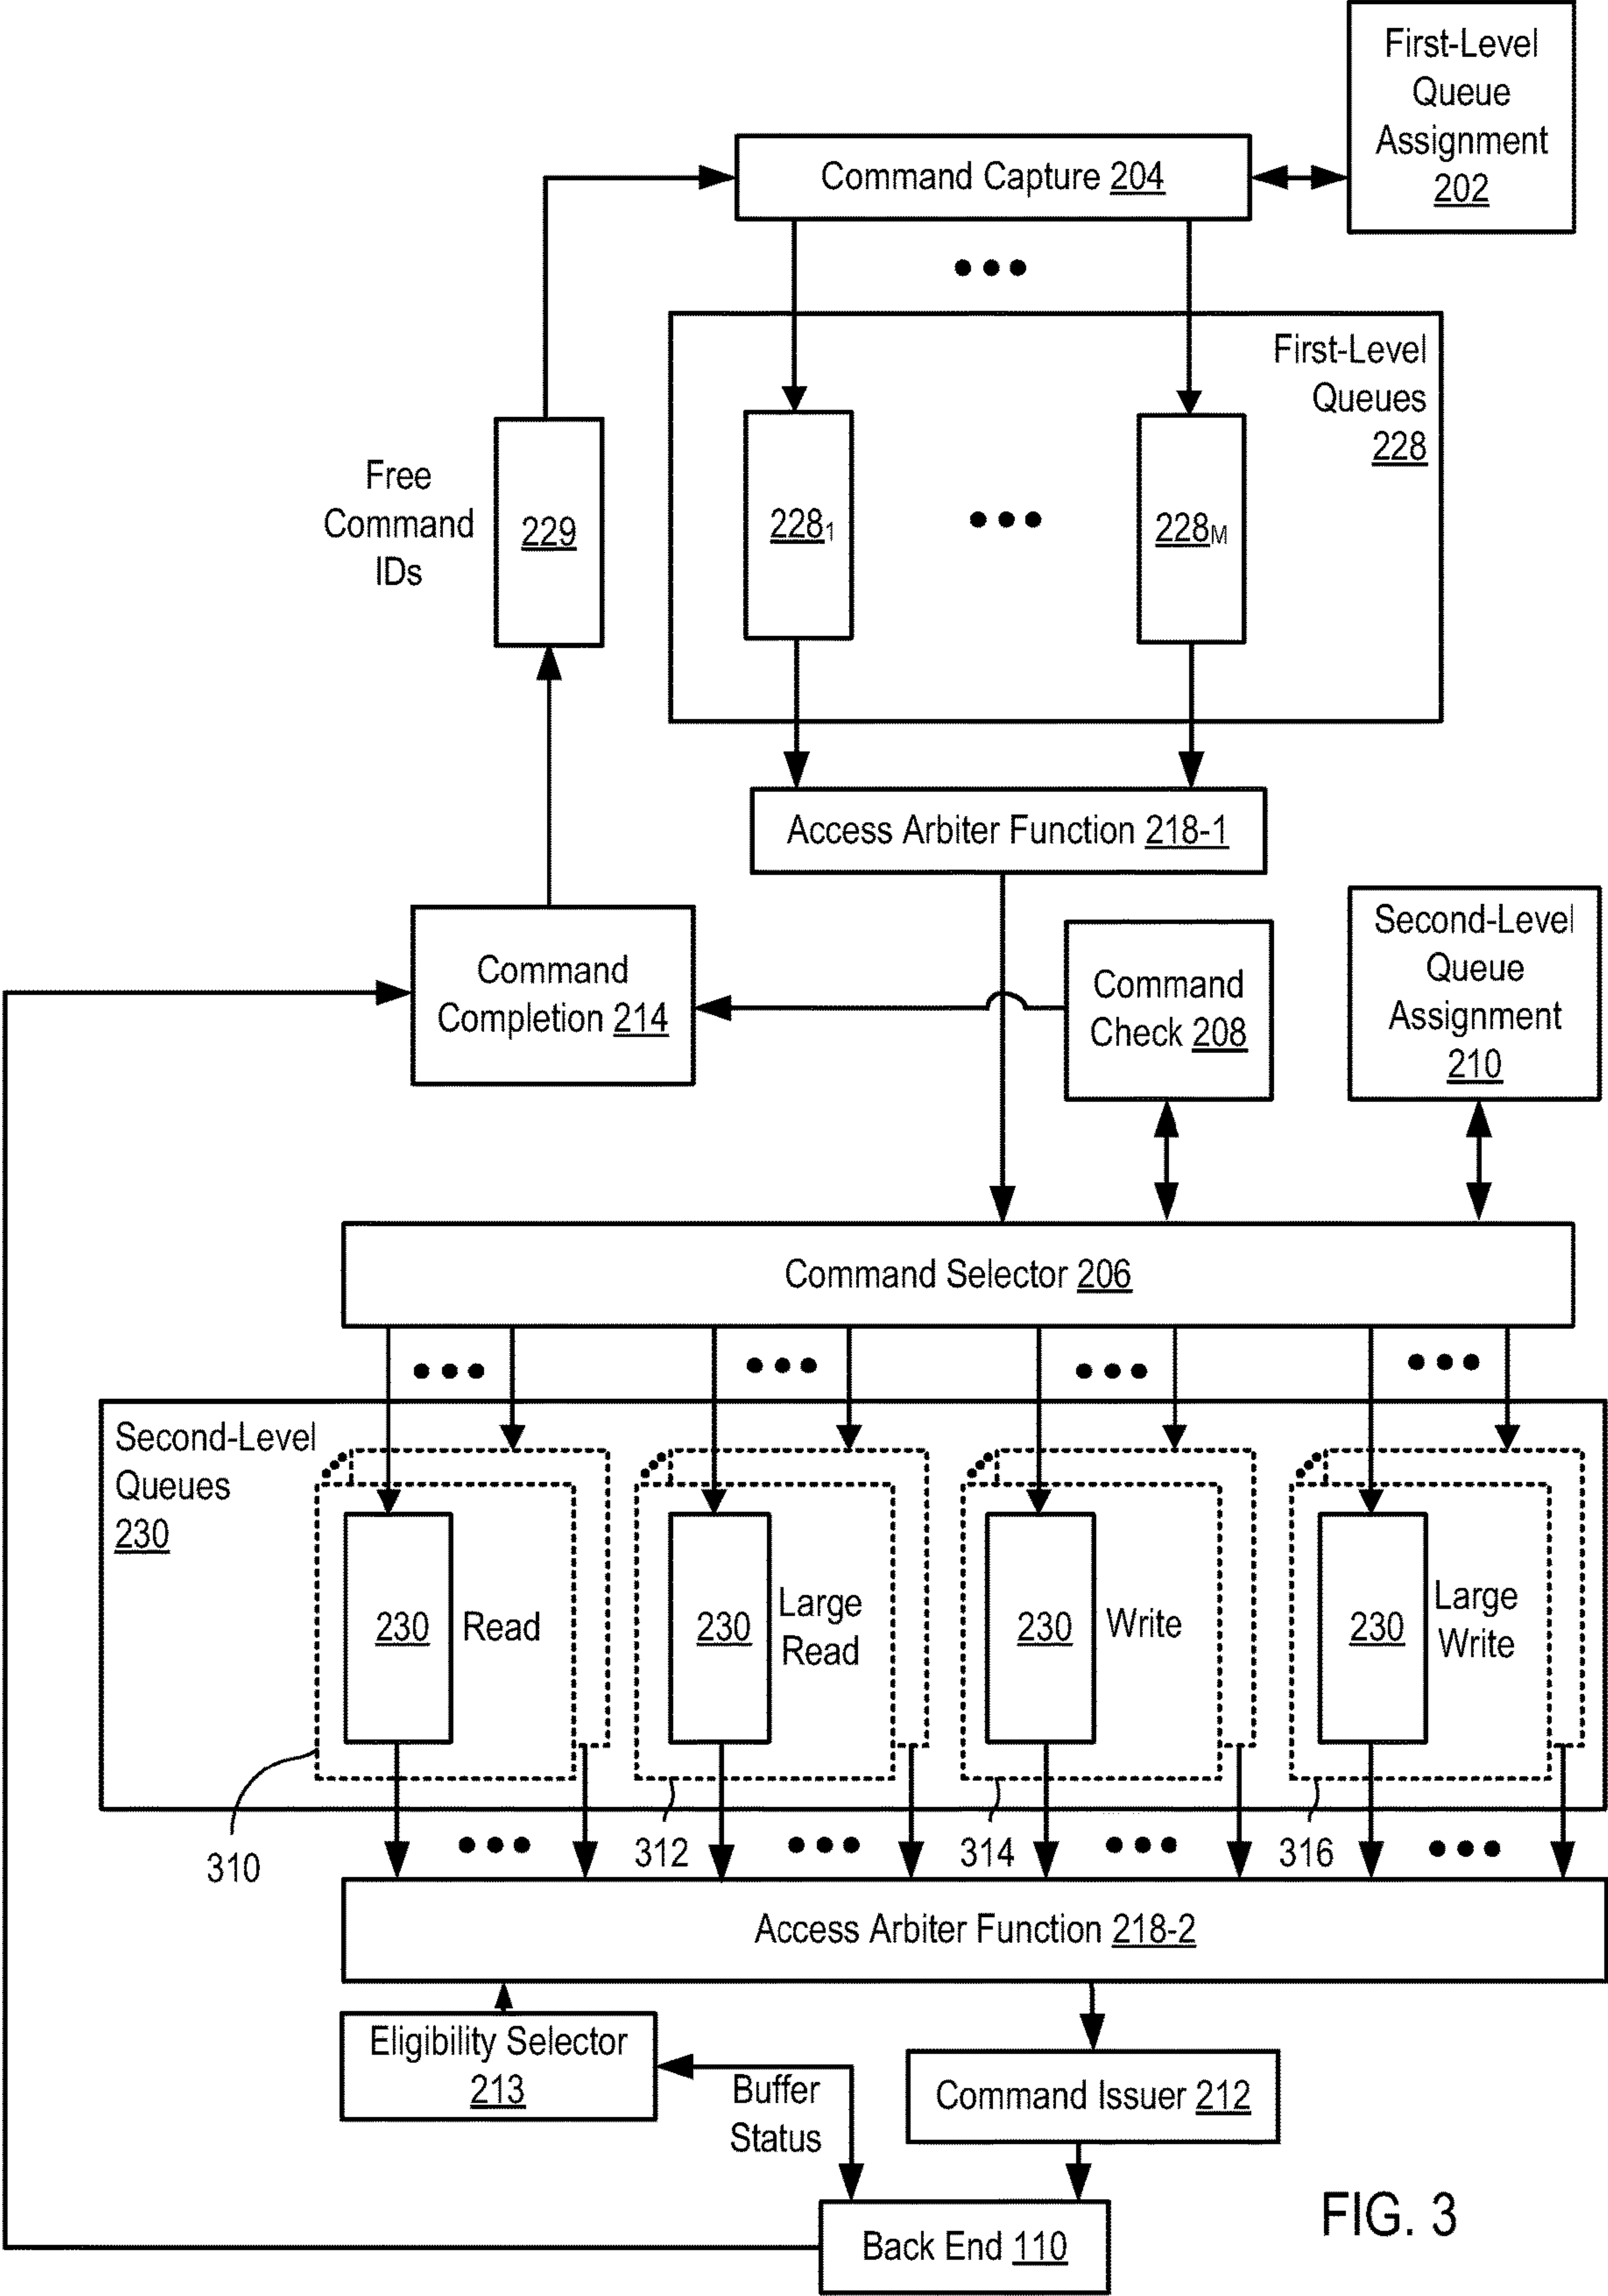 First-Level
Queue
Assignment
202
Command Capture 204
First-Level
Queues
228
Free
Command
IDs
229
228₁
228M
Access Arbiter Function 218-1
Command
Completion 214
Command
Check 208
Second-Level
Queue
Assignment
210
Command Selector 206
Second-Level
Queues
230
230 Read
230
Large
Read
230 Write
230
Large
Write
310
312
314
316
Access Arbiter Function 218-2
Eligibility Selector
213
Buffer
Status
Command Issuer 212
Back End 110
FIG. 3